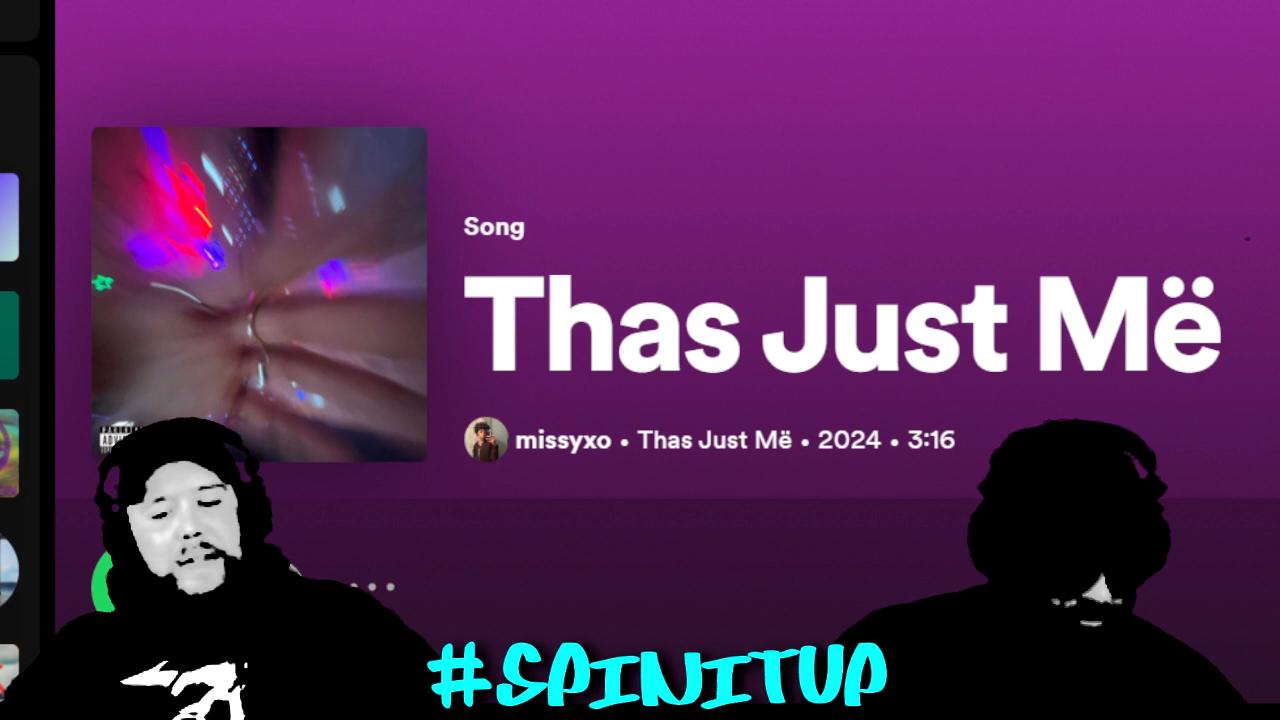 Song
Thas Just Më
missyxo • Thas Just Më • 2024 • 3:16
#SPINITUP